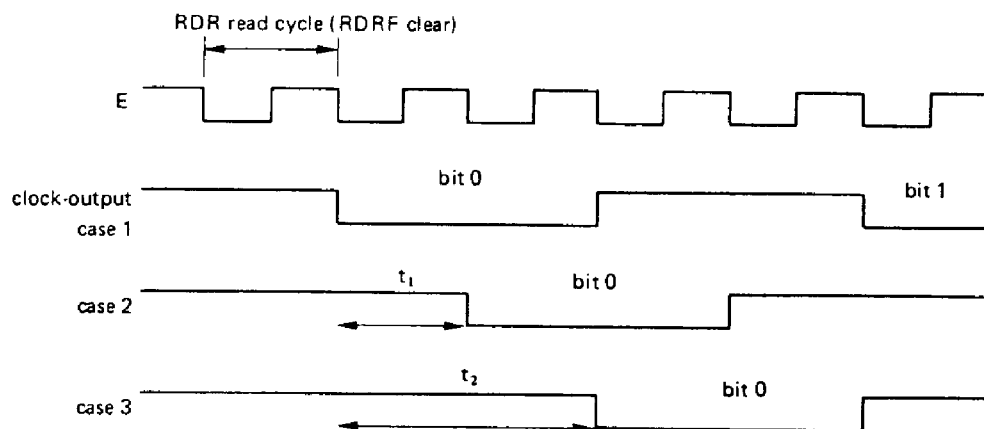 RDR read cycle (RDRF clear)
E
bit 0
clock-output
bit 1
case 1
t₁
bit 0
case 2
t₂
bit 0
case 3